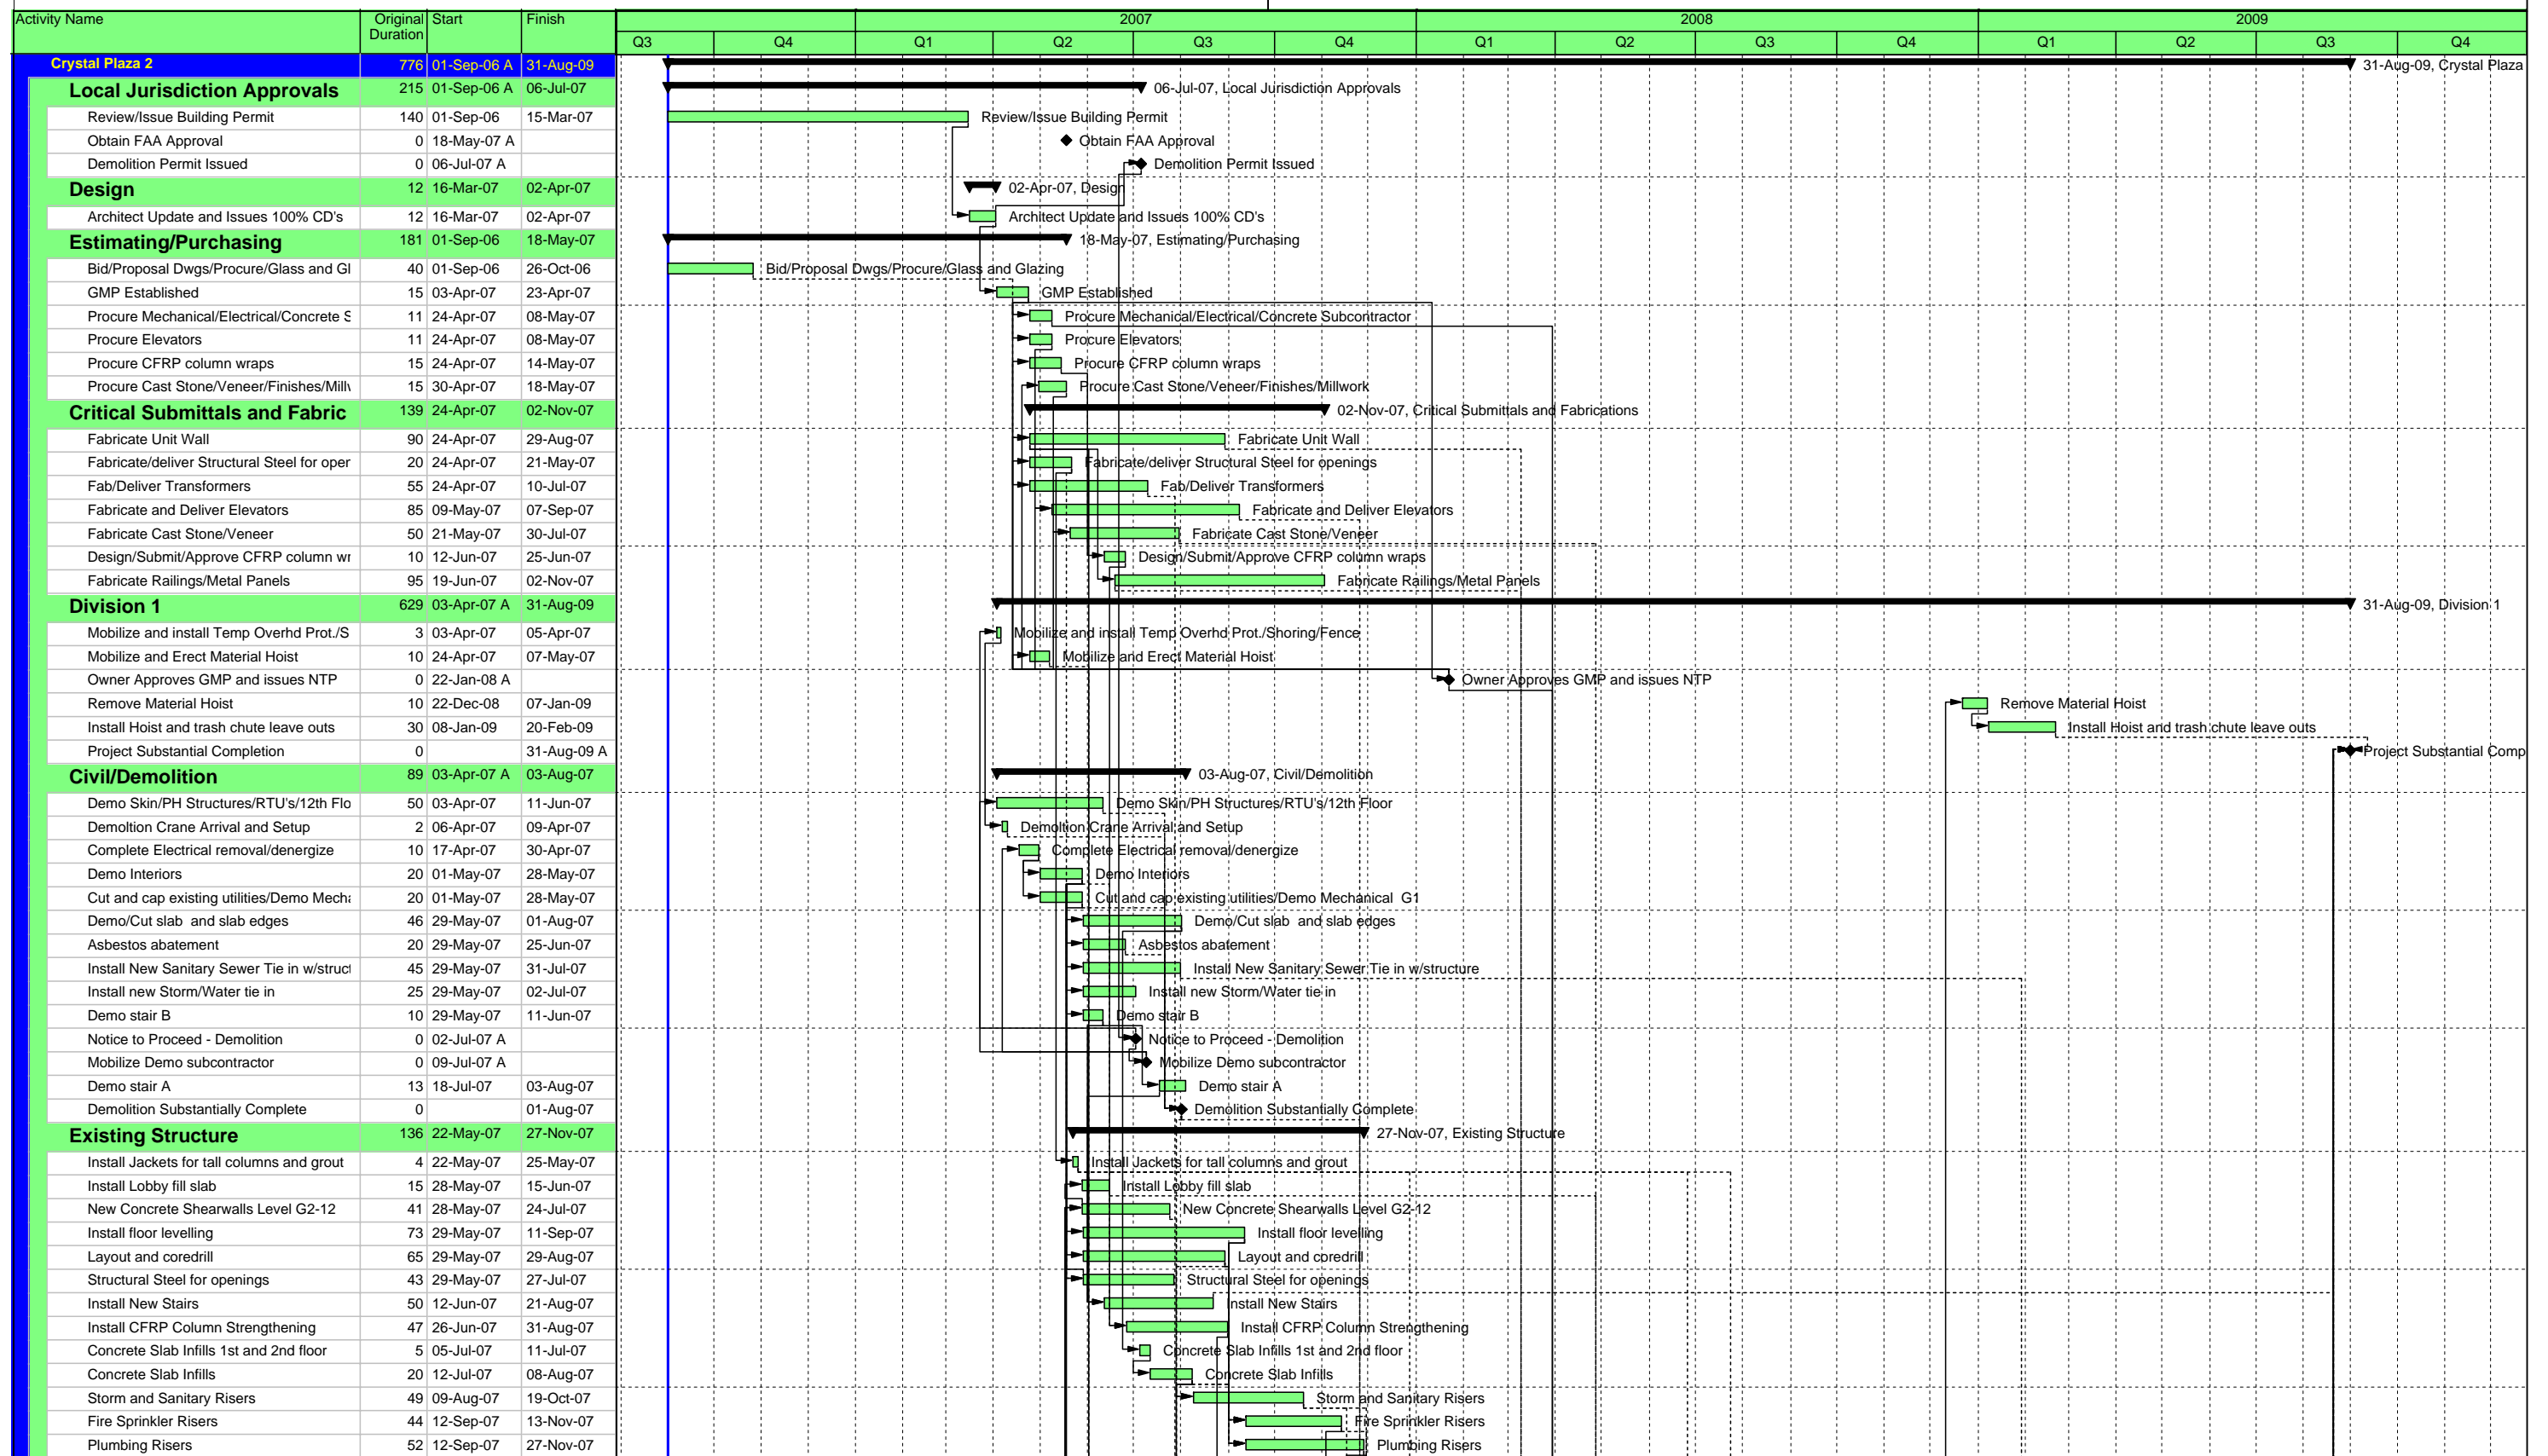 Activity Name Original Duration Start Finish 2007 2008 2009
Q3 Q4 Q1 Q2 Q3 Q4 Q1 Q2 Q3 Q4 Q1 Q2 Q3 Q4
Crystal Plaza 2 776 01-Sep-06 A 31-Aug-09 31-Aug-09, Crystal Plaza
Local Jurisdiction Approvals 215 01-Sep-06 A 06-Jul-07 06-Jul-07, Local Jurisdiction Approvals
Review/Issue Building Permit 140 01-Sep-06 15-Mar-07 Review/Issue Building Permit
Obtain FAA Approval 0 18-May-07 A Obtain FAA Approval
Demolition Permit Issued 0 06-Jul-07 A Demolition Permit Issued
Design 12 16-Mar-07 02-Apr-07 02-Apr-07, Design
Architect Update and Issues 100% CD's 12 16-Mar-07 02-Apr-07 Architect Update and Issues 100% CD's
Estimating/Purchasing 181 01-Sep-06 18-May-07 18-May-07, Estimating/Purchasing
Bid/Proposal Dwgs/Procure/Glass and Gl 40 01-Sep-06 26-Oct-06 Bid/Proposal Dwgs/Procure/Glass and Glazing
GMP Established 15 03-Apr-07 23-Apr-07 GMP Established
Procure Mechanical/Electrical/Concrete S 11 24-Apr-07 08-May-07 Procure Mechanical/Electrical/Concrete Subcontractor
Procure Elevators 11 24-Apr-07 08-May-07 Procure Elevators
Procure CFRP column wraps 15 24-Apr-07 14-May-07 Procure CFRP column wraps
Procure Cast Stone/Veneer/Finishes/Millw 15 30-Apr-07 18-May-07 Procure Cast Stone/Veneer/Finishes/Millwork
Critical Submittals and Fabric 139 24-Apr-07 02-Nov-07 02-Nov-07, Critical Submittals and Fabrications
Fabricate Unit Wall 90 24-Apr-07 29-Aug-07 Fabricate Unit Wall
Fabricate/deliver Structural Steel for oper 20 24-Apr-07 21-May-07 Fabricate/deliver Structural Steel for openings
Fab/Deliver Transformers 55 24-Apr-07 10-Jul-07 Fab/Deliver Transformers
Fabricate and Deliver Elevators 85 09-May-07 07-Sep-07 Fabricate and Deliver Elevators
Fabricate Cast Stone/Veneer 50 21-May-07 30-Jul-07 Fabricate Cast Stone/Veneer
Design/Submit/Approve CFRP column wr 10 12-Jun-07 25-Jun-07 Design/Submit/Approve CFRP column wraps
Fabricate Railings/Metal Panels 95 19-Jun-07 02-Nov-07 Fabricate Railings/Metal Panels
Division 1 629 03-Apr-07 A 31-Aug-09 31-Aug-09, Division 1
Mobilize and install Temp Overhd Prot./S 3 03-Apr-07 05-Apr-07 Mobilize and install Temp Overhd Prot./Shoring/Fence
Mobilize and Erect Material Hoist 10 24-Apr-07 07-May-07 Mobilize and Erect Material Hoist
Owner Approves GMP and issues NTP 0 22-Jan-08 A Owner Approves GMP and issues NTP
Remove Material Hoist 10 22-Dec-08 07-Jan-09 Remove Material Hoist
Install Hoist and trash chute leave outs 30 08-Jan-09 20-Feb-09 Install Hoist and trash chute leave outs
Project Substantial Completion 0 31-Aug-09 A Project Substantial Comp
Civil/Demolition 89 03-Apr-07 A 03-Aug-07 03-Aug-07, Civil/Demolition
Demo Skin/PH Structures/RTU's/12th Flo 50 03-Apr-07 11-Jun-07 Demo Skin/PH Structures/RTU's/12th Floor
Demoltion Crane Arrival and Setup 2 06-Apr-07 09-Apr-07 Demoltion Crane Arrival and Setup
Complete Electrical removal/denergize 10 17-Apr-07 30-Apr-07 Complete Electrical removal/denergize
Demo Interiors 20 01-May-07 28-May-07 Demo Interiors
Cut and cap existing utilities/Demo Mecha 20 01-May-07 28-May-07 Cut and cap existing utilities/Demo Mechanical G1
Demo/Cut slab and slab edges 46 29-May-07 01-Aug-07 Demo/Cut slab and slab edges
Asbestos abatement 20 29-May-07 25-Jun-07 Asbestos abatement
Install New Sanitary Sewer Tie in w/struct 45 29-May-07 31-Jul-07 Install New Sanitary Sewer Tie in w/structure
Install new Storm/Water tie in 25 29-May-07 02-Jul-07 Install new Storm/Water tie in
Demo stair B 10 29-May-07 11-Jun-07 Demo stair B
Notice to Proceed - Demolition 0 02-Jul-07 A Notice to Proceed - Demolition
Mobilize Demo subcontractor 0 09-Jul-07 A Mobilize Demo subcontractor
Demo stair A 13 18-Jul-07 03-Aug-07 Demo stair A
Demolition Substantially Complete 0 01-Aug-07 Demolition Substantially Complete
Existing Structure 136 22-May-07 27-Nov-07 27-Nov-07, Existing Structure
Install Jackets for tall columns and grout 4 22-May-07 25-May-07 Install Jackets for tall columns and grout
Install Lobby fill slab 15 28-May-07 15-Jun-07 Install Lobby fill slab
New Concrete Shearwalls Level G2-12 41 28-May-07 24-Jul-07 New Concrete Shearwalls Level G2-12
Install floor levelling 73 29-May-07 11-Sep-07 Install floor levelling
Layout and coredrill 65 29-May-07 29-Aug-07 Layout and coredrill
Structural Steel for openings 43 29-May-07 27-Jul-07 Structural Steel for openings
Install New Stairs 50 12-Jun-07 21-Aug-07 Install New Stairs
Install CFRP Column Strengthening 47 26-Jun-07 31-Aug-07 Install CFRP Column Strengthening
Concrete Slab Infills 1st and 2nd floor 5 05-Jul-07 11-Jul-07 Concrete Slab Infills 1st and 2nd floor
Concrete Slab Infills 20 12-Jul-07 08-Aug-07 Concrete Slab Infills
Storm and Sanitary Risers 49 09-Aug-07 19-Oct-07 Storm and Sanitary Risers
Fire Sprinkler Risers 44 12-Sep-07 13-Nov-07 Fire Sprinkler Risers
Plumbing Risers 52 12-Sep-07 27-Nov-07 Plumbing Risers